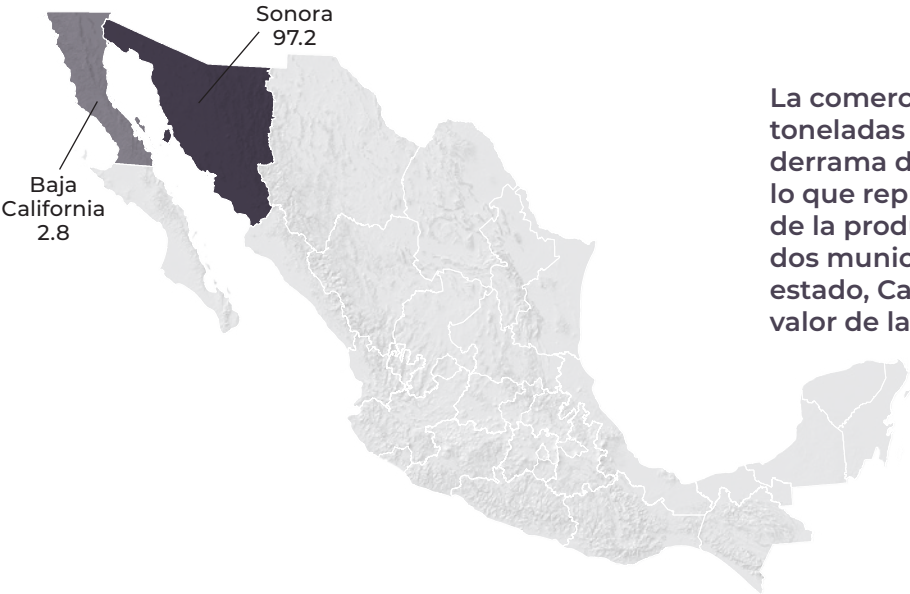 Sonora
97.2
Baja
California
2.8
La comerc
toneladas
derrama d
lo que rep
de la prod
dos munic
estado, Ca
valor de la